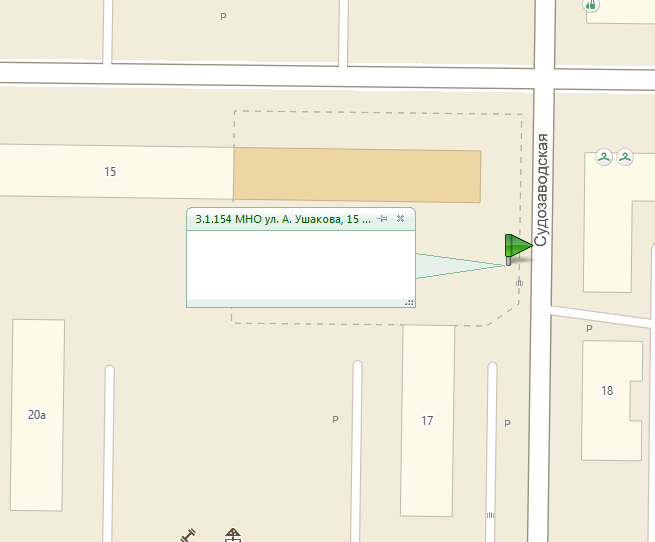 P
15
Судозаводская
3.1.154 МНО ул. А. Ушакова, 15 ...
P
18
20а
P
17
P